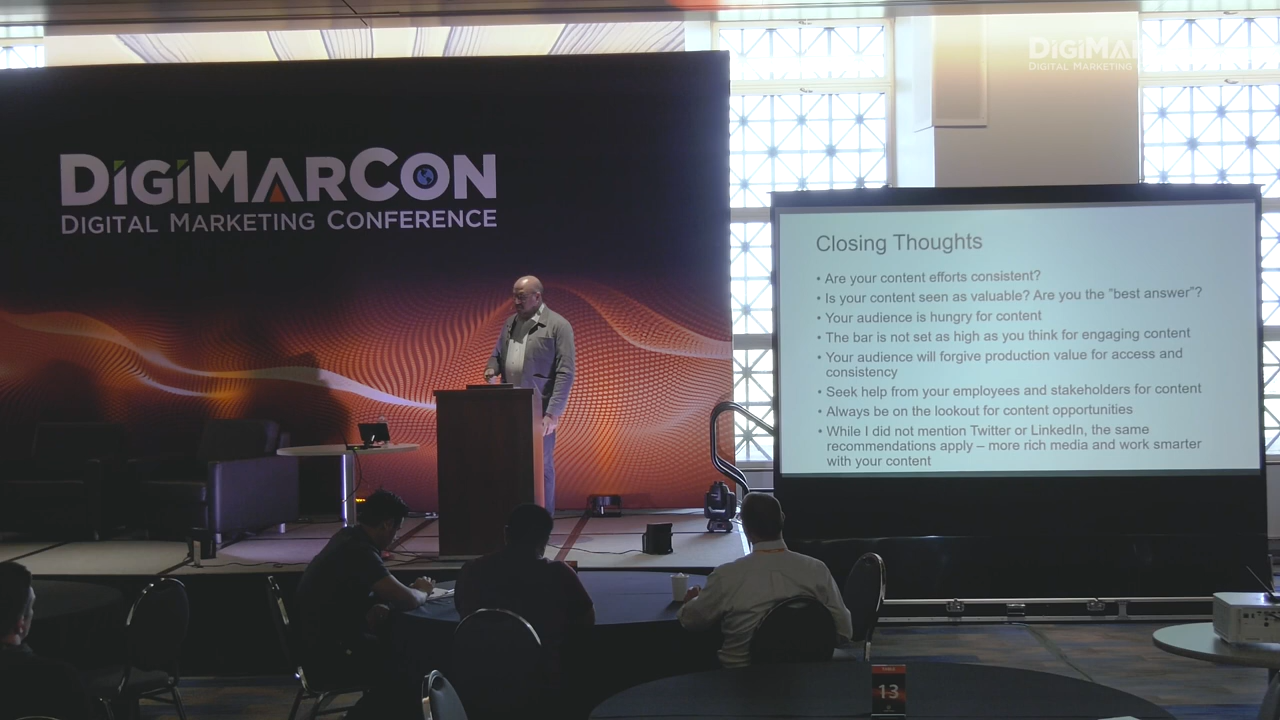 DIGIMARCON
DIGITAL MARKETING CONFERENCE
DIGIMAR
DIGITAL MARKETING
Closing Thoughts
• Are your content efforts consistent?
• Is your content seen as valuable? Are you the "best answer"?
• Your audience is hungry for content
• The bar is not set as high as you think for engaging content
• Your audience will forgive production value for access and
consistency
• Seek help from your employees and stakeholders for content
• Always be on the lookout for content opportunities
• While I did not mention Twitter or LinkedIn, the same
recommendations apply – more rich media and work smarter
with your content
TABLE
13